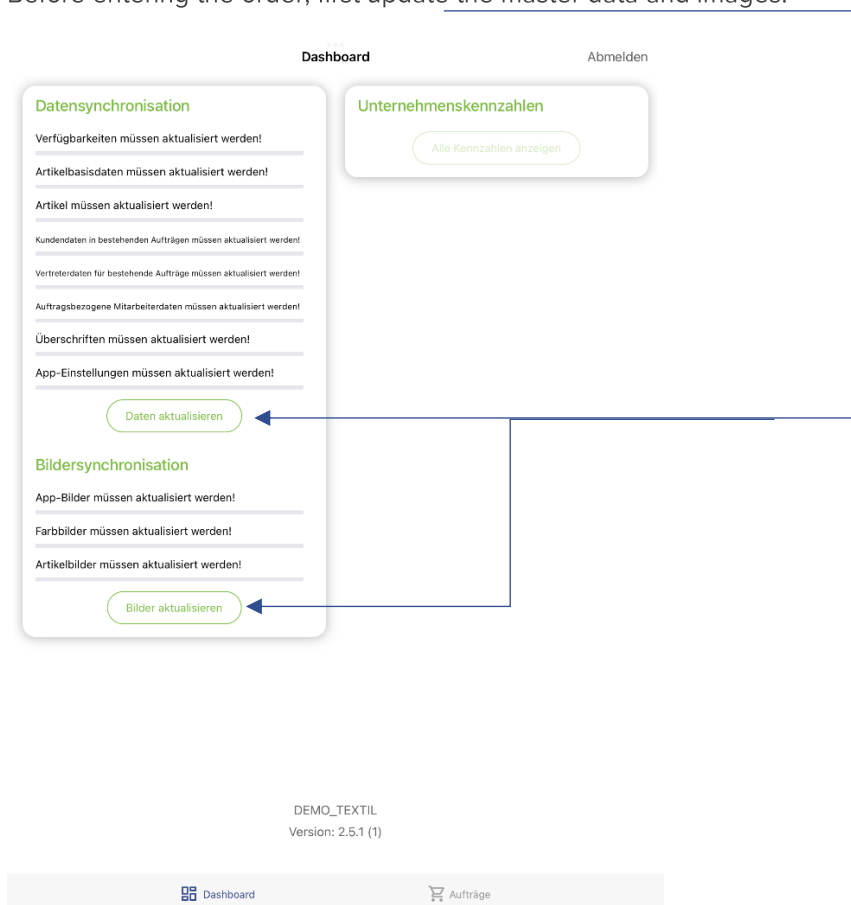 Before entering the order, first update the master data and images.
Dashboard
Abmelden
Datensynchronisation
Verfügbarkeiten müssen aktualisiert werden!
Artikelbasisdaten müssen aktualisiert werden!
Artikel müssen aktualisiert werden!
Kundendaten in bestehenden Aufträgen müssen aktualisiert werden!
Vertreterdaten für bestehende Aufträge müssen aktualisiert werden!
Auftragsbezogene Mitarbeiterdaten müssen aktualisiert werden!
Überschriften müssen aktualisiert werden!
App-Einstellungen müssen aktualisiert werden!
Daten aktualisieren
Bildersynchronisation
App-Bilder müssen aktualisiert werden!
Farbbilder müssen aktualisiert werden!
Artikelbilder müssen aktualisiert werden!
Bilder aktualisieren
Unternehmenskennzahlen
Alle Kennzahlen anzeigen
DEMO_TEXTIL
Version: 2.5.1 (1)
Dashboard
Aufträge